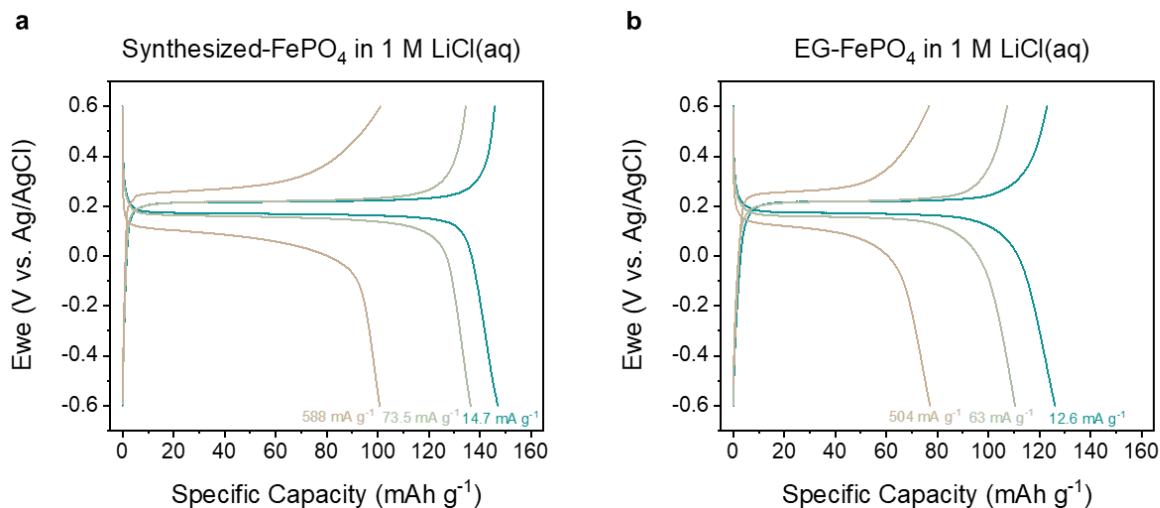 a
Synthesized-FePO₄ in 1 M LiCl(aq)
Ewe (V vs. Ag/AgCl)
0.6
0.4
0.2
0.0
-0.2
-0.4
-0.6
588 mA g⁻¹ 73.5 mA g⁻¹ 14.7 mA g⁻¹
0 20 40 60 80 100 120 140 160
Specific Capacity (mAh g⁻¹)
b
EG-FePO₄ in 1 M LiCl(aq)
Ewe (V vs. Ag/AgCl)
0.6
0.4
0.2
0.0
-0.2
-0.4
-0.6
504 mA g⁻¹ 63 mA g⁻¹ 12.6 mA g⁻¹
0 20 40 60 80 100 120 140 160
Specific Capacity (mAh g⁻¹)